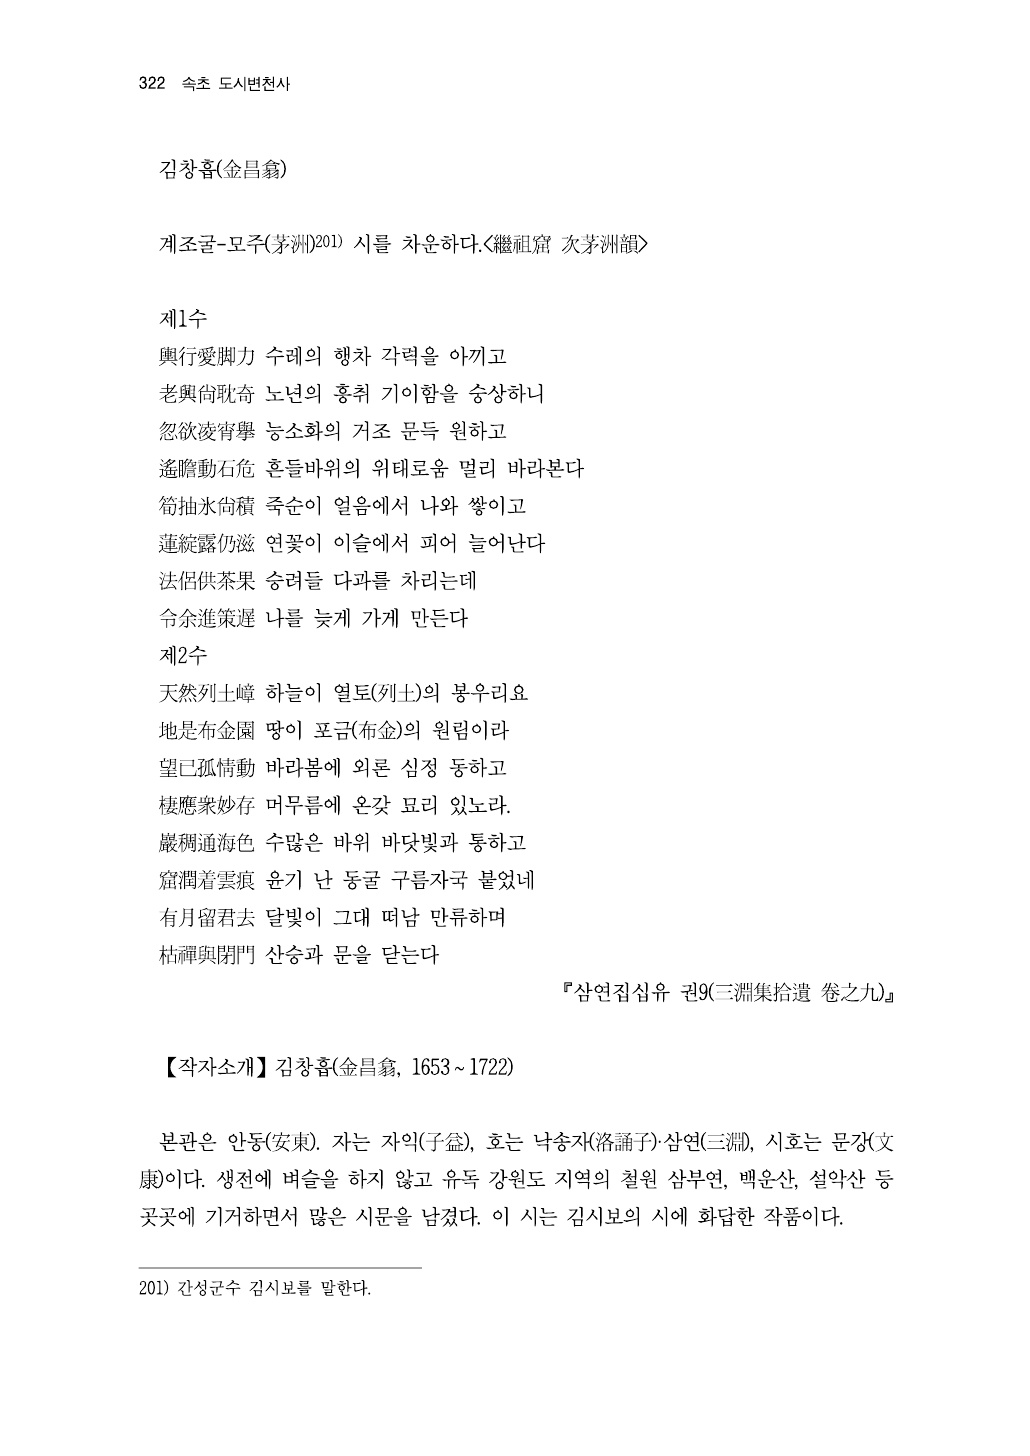 322 속초 도시변천사
김창흡(金昌翕)
계조굴-모주(茅洲)201) 시를 차운하다.<繼祖窟 次茅洲韻>
제1수
輿行愛脚力 수레의 행차 각력을 아끼고
老興尙耽奇 노년의 흥취 기이함을 숭상하니
忽欲凌宵擧 능소화의 거조 문득 원하고
遙瞻動石危 흔들바위의 위태로움 멀리 바라본다
筍抽氷尙積 죽순이 얼음에서 나와 쌓이고
蓮綻露仍滋 연꽃이 이슬에서 피어 늘어난다
法侶供茶果 승려들 다과를 차리는데
令余進策遲 나를 늦게 가게 만든다
제2수
天然列土嶂 하늘이 열토(列土)의 봉우리요
地是布金園 땅이 포금(布金)의 원림이라
望已孤情動 바라봄에 외론 심정 동하고
棲應衆妙存 머무름에 온갖 묘리 있노라.
巖稠通海色 수많은 바위 바닷빛과 통하고
窟潤着雲痕 윤기 난 동굴 구름자국 붙었네
有月留君去 달빛이 그대 떠남 만류하며
枯禪與閉門 산승과 문을 닫는다
『삼연집십유 권9(三淵集拾遺 卷之九)』
【작자소개】 김창흡(金昌翕, 1653~1722)
본관은 안동(安東). 자는 자익(子益), 호는 낙송자(洛誦子)·삼연(三淵), 시호는 문강(文
康)이다. 생전에 벼슬을 하지 않고 유독 강원도 지역의 철원 삼부연, 백운산, 설악산 등
곳곳에 기거하면서 많은 시문을 남겼다. 이 시는 김시보의 시에 화답한 작품이다.
201) 간성군수 김시보를 말한다.